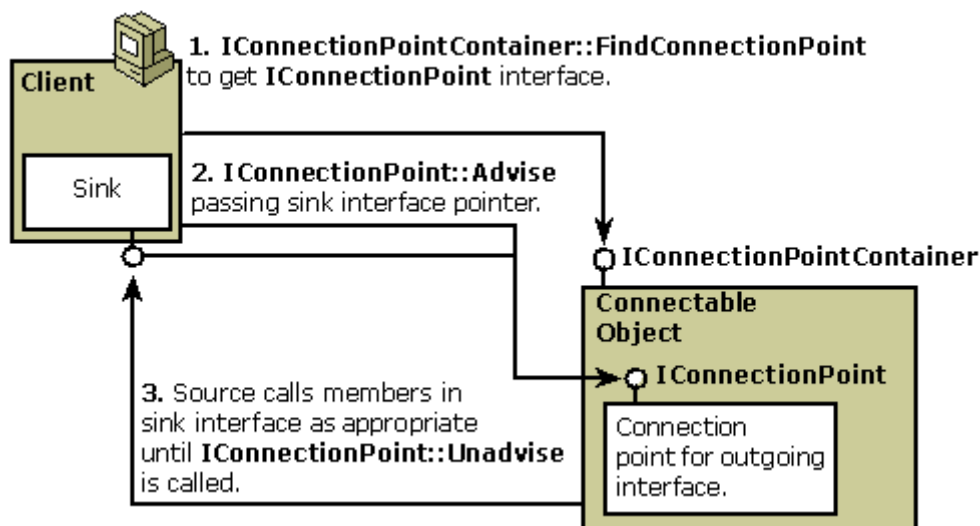 1. IConnectionPointContainer::FindConnectionPoint
to get IConnectionPoint interface.
Client
Sink
2. IConnectionPoint::Advise
passing sink interface pointer.
IConnectionPointContainer
Connectable
Object
IConnectionPoint
Connection
point for outgoing
interface.
3. Source calls members in
sink interface as appropriate
until IConnectionPoint::Unadvise
is called.